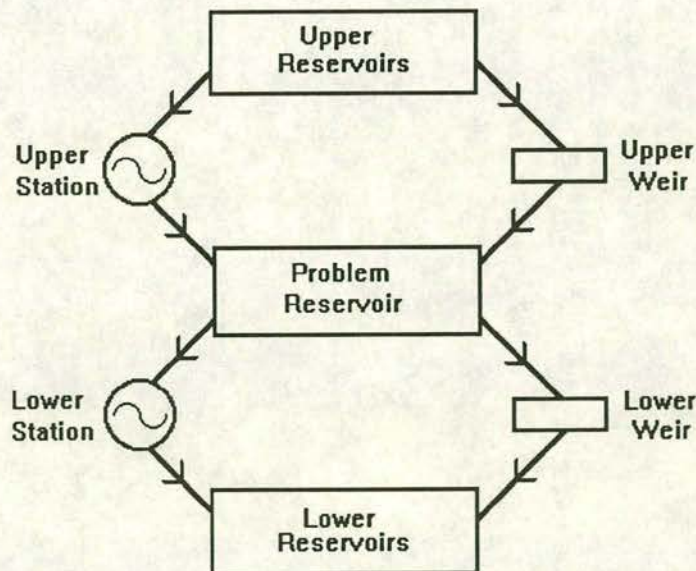 Upper
Reservoirs
Upper
Station
Upper
Weir
Problem
Reservoir
Lower
Station
Lower
Weir
Lower
Reservoirs